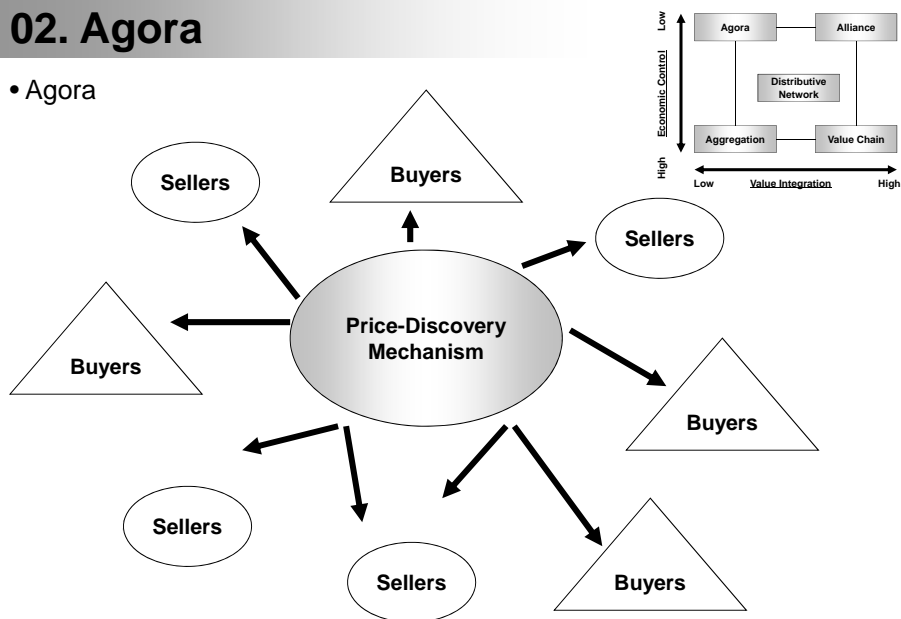 02. Agora
• Agora
Low
Economic Control
High
Agora
Alliance
Distributive
Network
Aggregation
Value Chain
Low
Value Integration
High
Sellers
Buyers
Sellers
Price-Discovery
Mechanism
Buyers
Buyers
Sellers
Sellers
Buyers